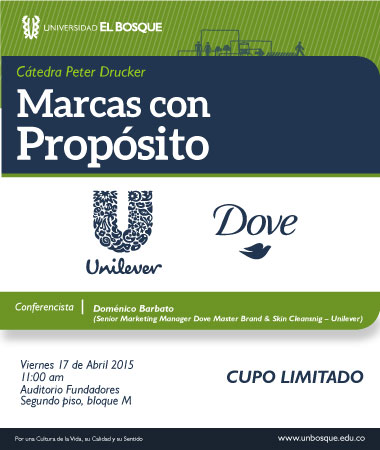 UNIVERSIDAD EL BOSQUE
Cátedra Peter Drucker
Marcas con
Propósito
Unilever
Dove
Conferencista
Doménico Barbato
(Senior Marketing Manager Dove Master Brand & Skin Cleansnig – Unilever)
Viernes 17 de Abril 2015
11:00 am
Auditorio Fundadores
Segundo piso, bloque M
CUPO LIMITADO
Por una Cultura de la Vida, su Calidad y su Sentido
www.unbosque.edu.co